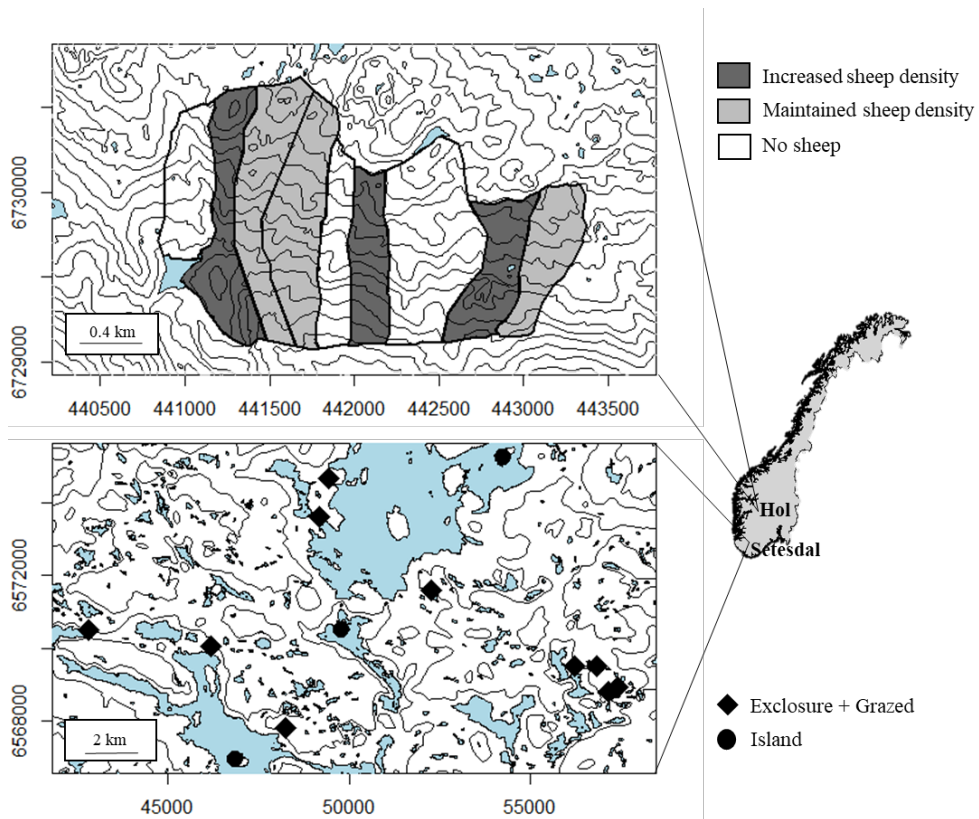 Increased sheep density
Maintained sheep density
No sheep
6730000
6729000
0.4 km
440500 441000 441500 442000 442500 443000 443500
Hol
Setesdal
6572000
6568000
2 km
45000 50000 55000
Exclosure + Grazed
Island